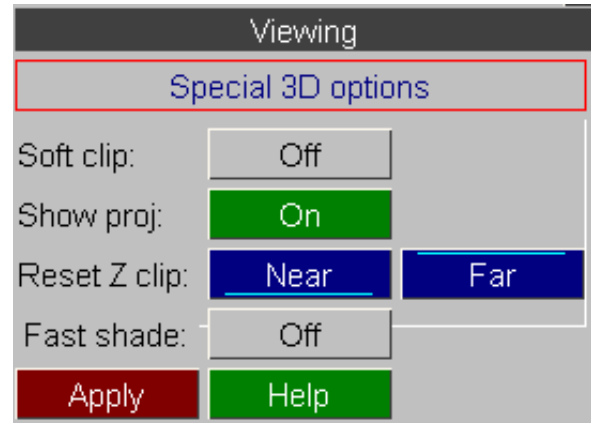 Viewing
Special 3D options
Soft clip: Off
Show proj: On
Reset Z clip: Near Far
Fast shade: Off
Apply Help